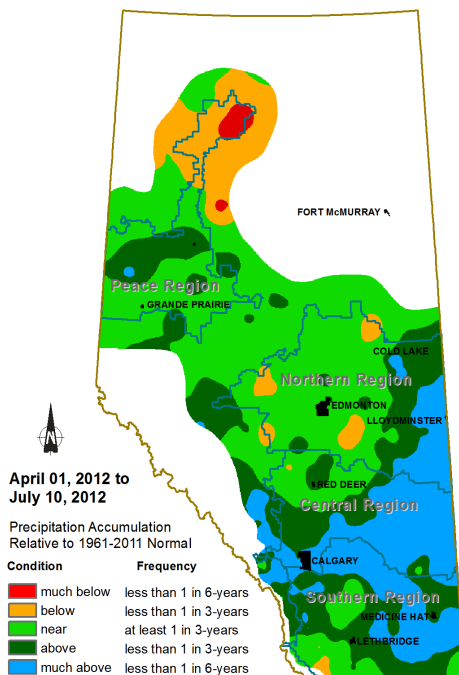 FORT McMURRAY
Peace Region
GRANDE PRAIRIE
COLD LAKE
Northern Region
EDMONTON
LLOYDMINSTER
RED DEER
Central Region
CALGARY
Southern Region
MEDICINE HAT
LETHBRIDGE
N
April 01, 2012 to
July 10, 2012
Precipitation Accumulation
Relative to 1961-2011 Normal
Condition Frequency
much below less than 1 in 6-years
below less than 1 in 3-years
near at least 1 in 3-years
above less than 1 in 3-years
much above less than 1 in 6-years